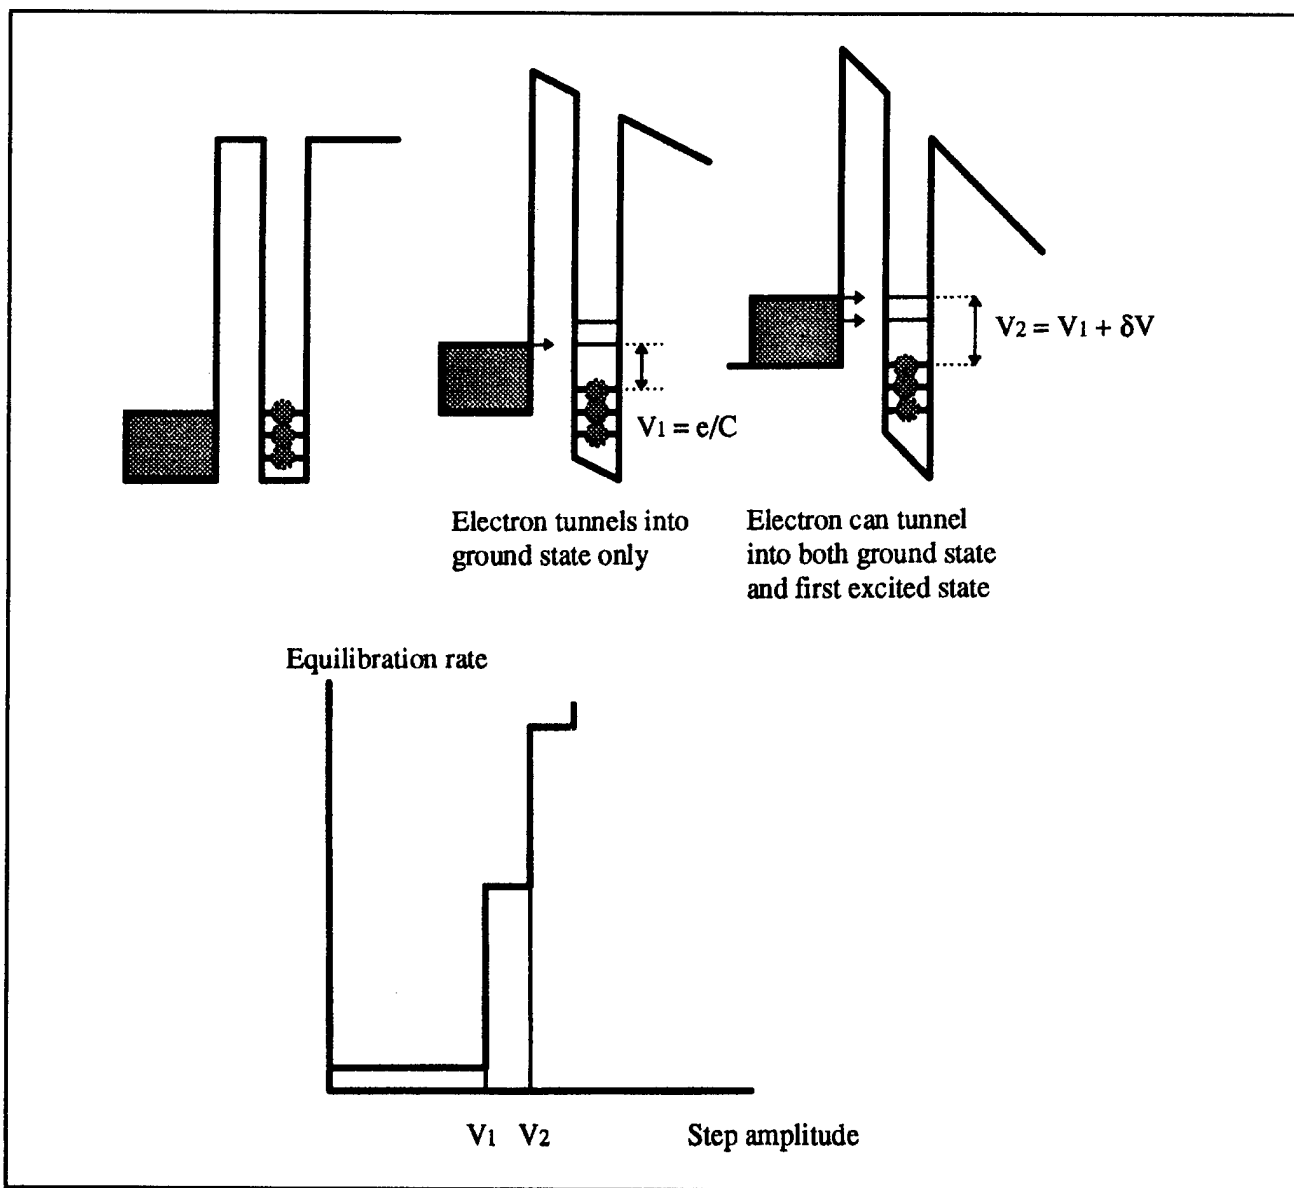 V2 = V1 + δV
V1 = e/C
Electron tunnels into
ground state only
Electron can tunnel
into both ground state
and first excited state
Equilibration rate
V1 V2
Step amplitude